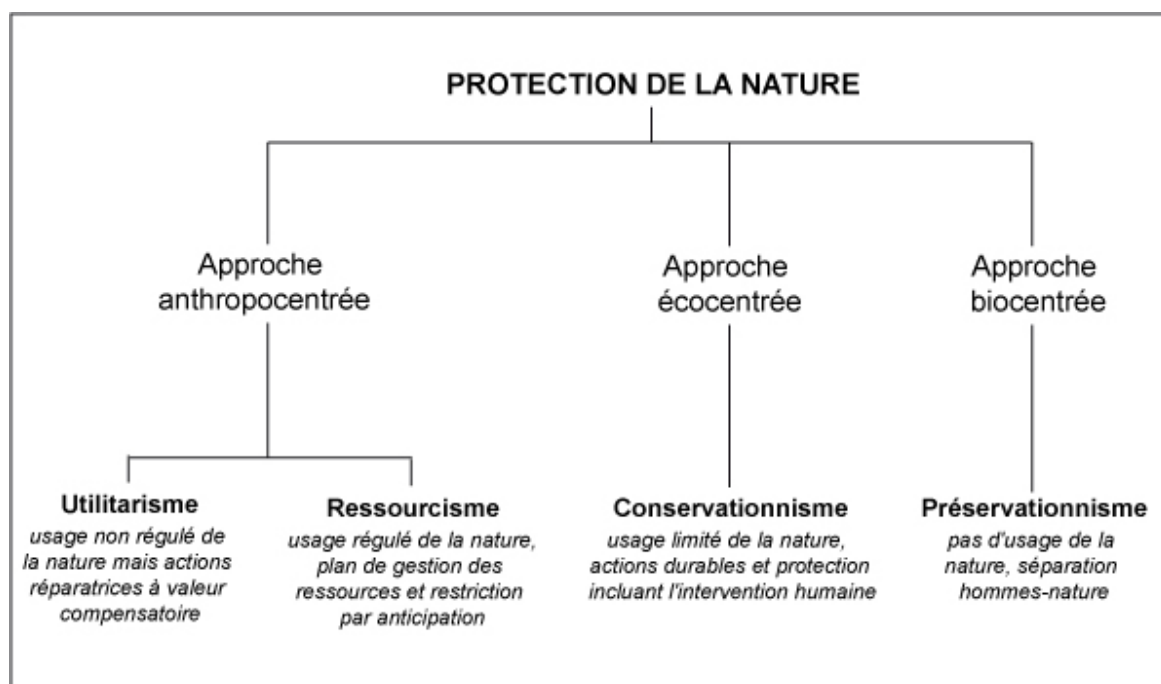 PROTECTION DE LA NATURE
Approche
anthropocentrée
Approche
écocentrée
Approche
biocentrée
Utilitarisme
usage non régulé de
la nature mais actions
réparatrices à valeur
compensatoire
Ressourcisme
usage régulé de la nature,
plan de gestion des
ressources et restriction
par anticipation
Conservationnisme
usage limité de la nature,
actions durables et protection
incluant l'intervention humaine
Préservationnisme
pas d'usage de la
nature, séparation
hommes-nature